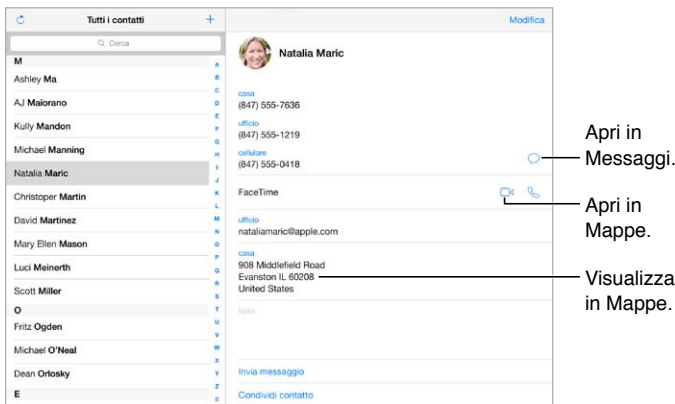 Tutti i contatti +
Cerca
M
Ashley Ma
AJ Maiorano
Kully Mandon
Michael Manning
Natalia Maric
Christoper Martin
David Martinez
Mary Ellen Mason
Luci Meinerth
Scott Miller
O
Fritz Ogden
Michael O'Neal
Dean Orlosky
E
A
B
C
D
E
F
G
H
I
J
K
L
M
N
O
P
Q
R
S
T
U
V
W
X
Y
Z
#
Modifica
Natalia Maric
casa
(847) 555-7636
ufficio
(847) 555-1219
cellulare
(847) 555-0418
FaceTime
ufficio
nataliamaric@apple.com
casa
908 Middlefield Road
Evanston IL 60208
United States
Note
Invia messaggio
Condividi contatto
Apri in
Messaggi.
Apri in
Mappe.
Visualizza
in Mappe.